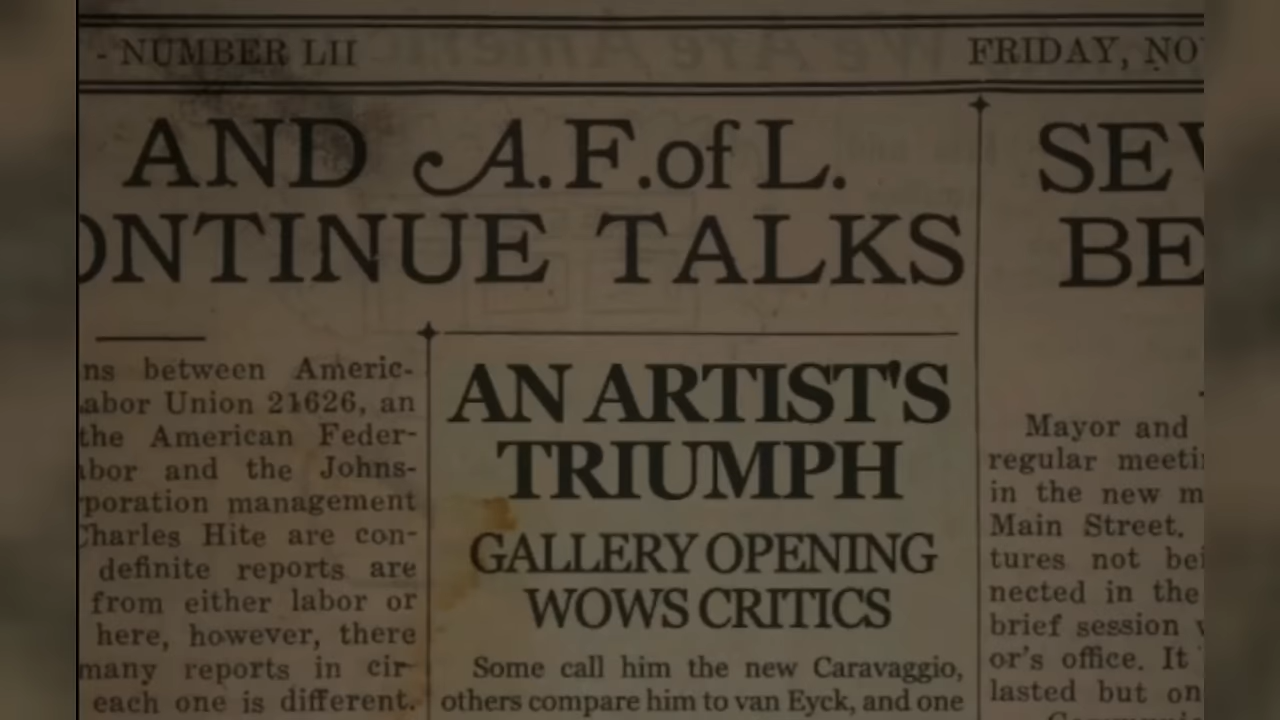 - NUMBER LII
FRIDAY, NO
AND A.F.of L.
ONTINUE TALKS
SEV
BE
ns between Americ-
abor Union 21626, an
the American Feder-
abor and the Johns-
rporation management
Charles Hite are con-
definite reports are
from either labor or
here, however, there
many reports in cir-
each one is different.
AN ARTIST'S
TRIUMPH
GALLERY OPENING
WOWS CRITICS
Some call him the new Caravaggio,
others compare him to van Eyck, and one
Mayor and
regular meeti
in the new m
Main Street.
tures not bei
nected in the
brief session
or's office. It
lasted but on